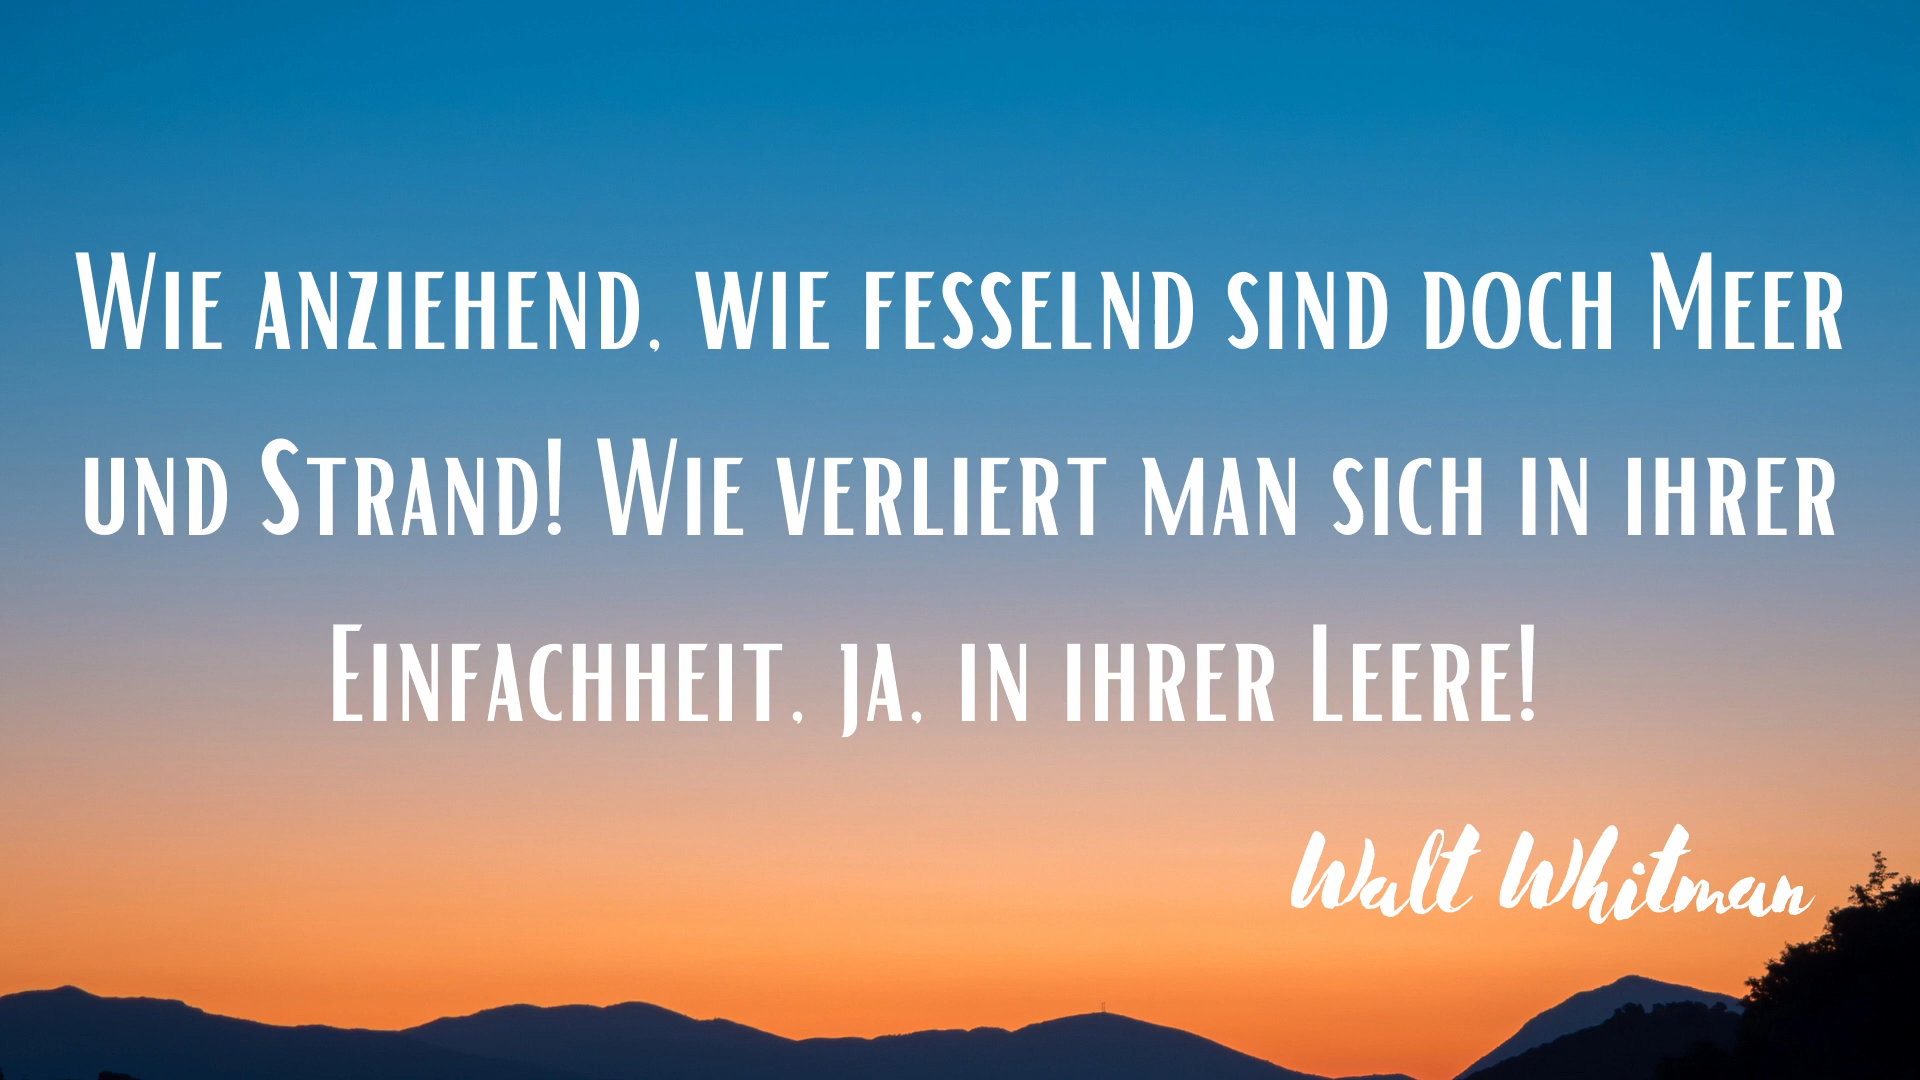 Wie anziehend, wie fesselnd sind doch Meer
und Strand! Wie verliert man sich in ihrer
Einfachheit, ja, in ihrer Leere!
Walt Whitman